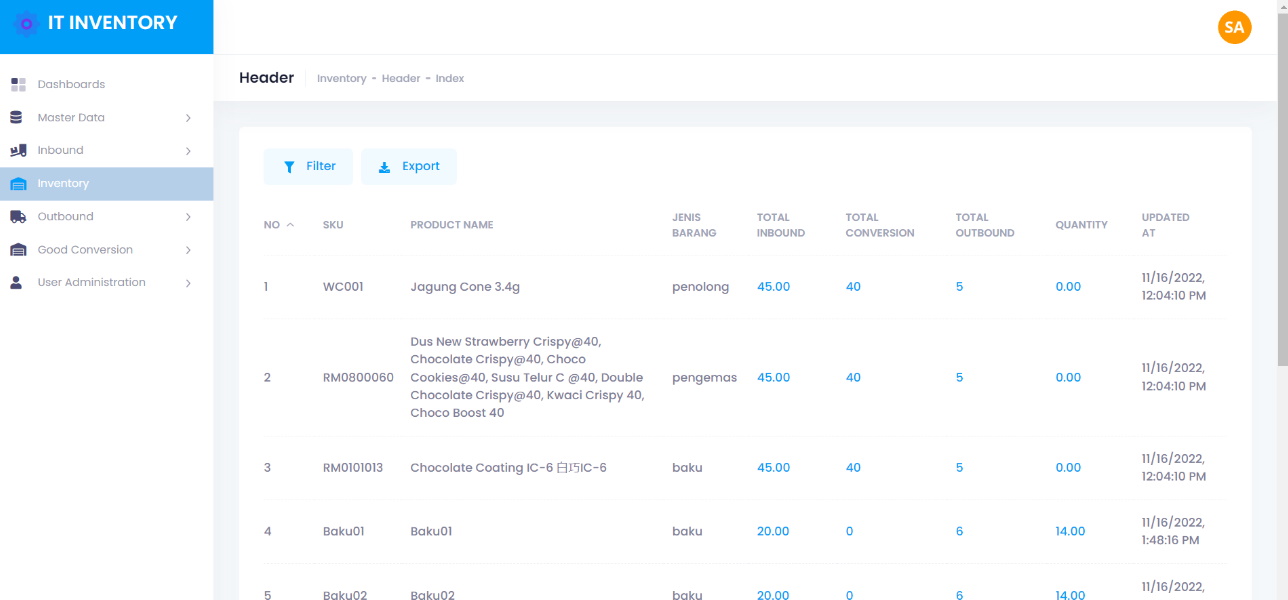 IT INVENTORY
SA
Dashboards
Master Data
Inbound
Inventory
Outbound
Good Conversion
User Administration
Header
Inventory - Header - Index
Filter
Export
NO SKU PRODUCT NAME JENIS BARANG TOTAL INBOUND TOTAL CONVERSION TOTAL OUTBOUND QUANTITY UPDATED AT
1 WC001 Jagung Cone 3.4g penolong 45.00 40 5 0.00 11/16/2022, 12:04:10 PM
2 RM0800060
Dus New Strawberry Crispy@40,
Chocolate Crispy@40, Choco
Cookies@40, Susu Telur C @40, Double
Chocolate Crispy@40, Kwaci Crispy 40,
Choco Boost 40
pengemas 45.00 40 5 0.00 11/16/2022, 12:04:10 PM
3 RM0101013 Chocolate Coating IC-6 白巧IC-6 baku 45.00 40 5 0.00 11/16/2022, 12:04:10 PM
4 Baku01 Baku01 baku 20.00 0 6 14.00 11/16/2022, 1:48:16 PM
5 Baku02 Baku02 baku 20.00 0 6 14.00 11/16/2022,